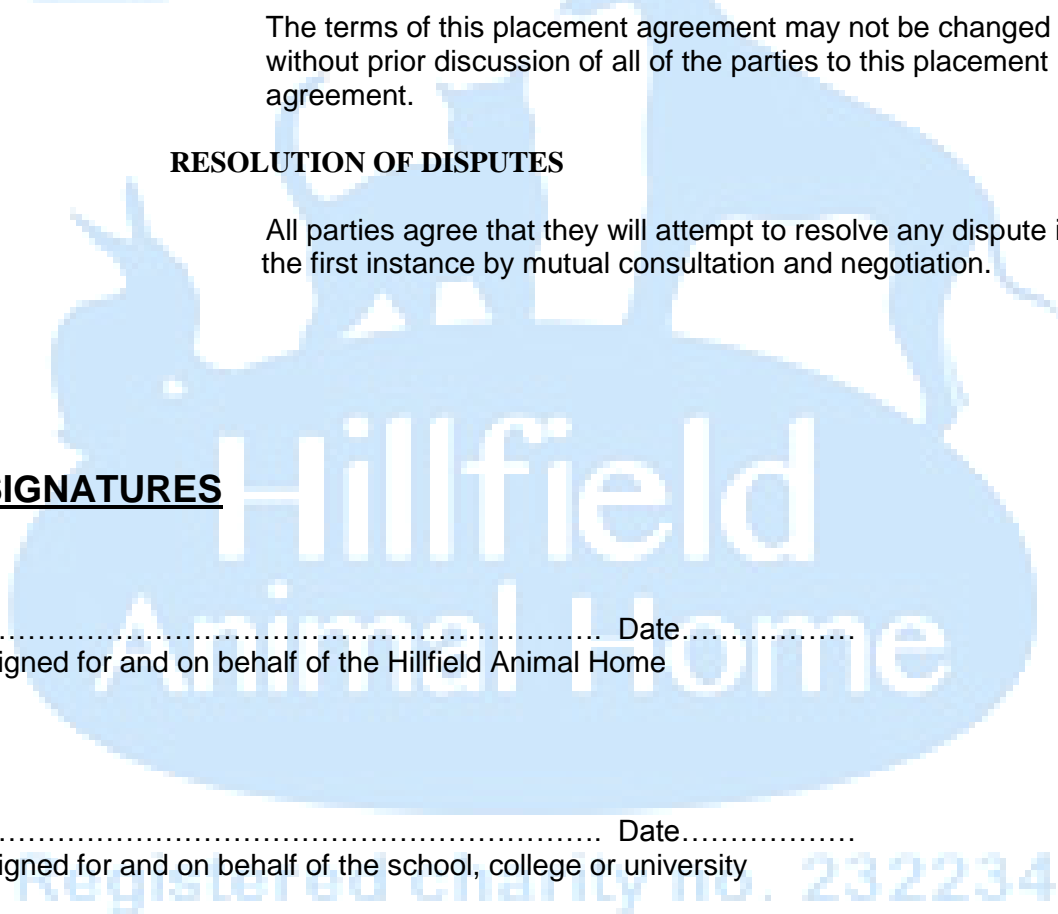 The terms of this placement agreement may not be changed
without prior discussion of all of the parties to this placement
agreement.
RESOLUTION OF DISPUTES
All parties agree that they will attempt to resolve any dispute i
the first instance by mutual consultation and negotiation.
SIGNATURES
Hillfield
Animal Home
……………………………………………………. Date………………
igned for and on behalf of the Hillfield Animal Home
……………………………………………………. Date………………
igned for and on behalf of the school, college or university
Registered charity no. 232234